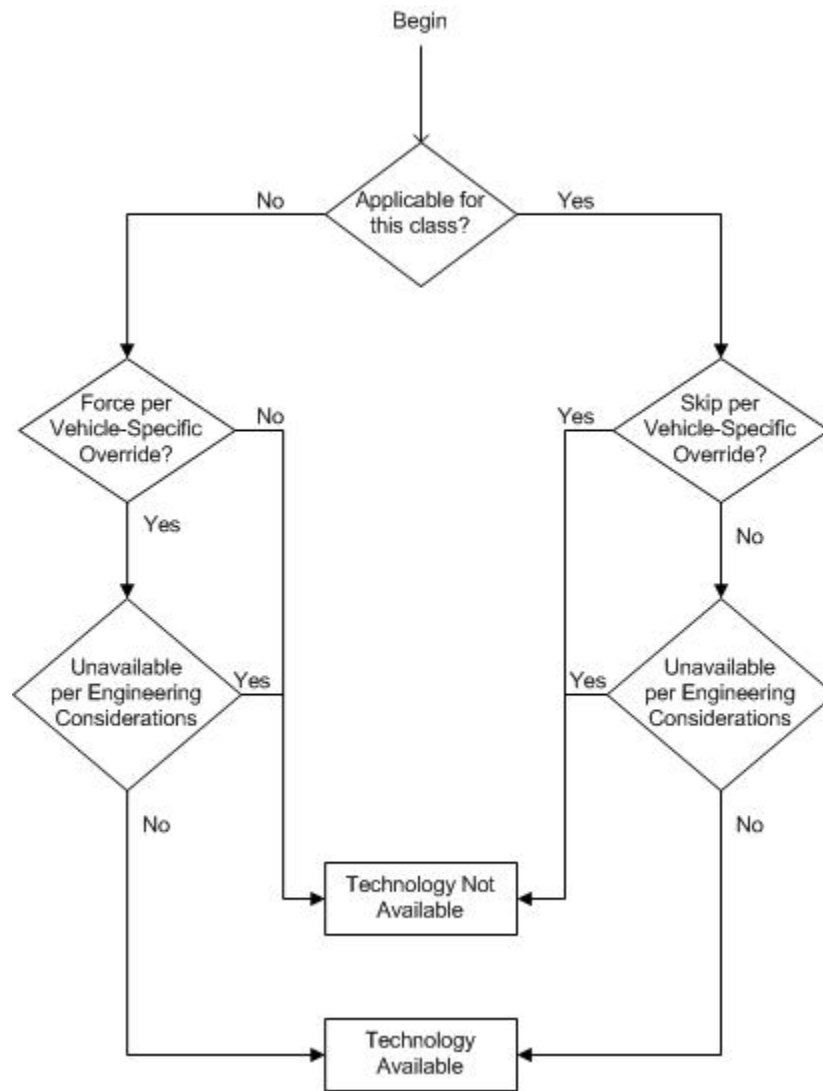 Begin
Applicable for
this class?
No
Yes
Force per
Vehicle-Specific
Override?
No
Yes
Skip per
Vehicle-Specific
Override?
Yes
No
Unavailable
per Engineering
Considerations
Yes
No
Unavailable
per Engineering
Considerations
Yes
No
Technology Not
Available
Technology
Available